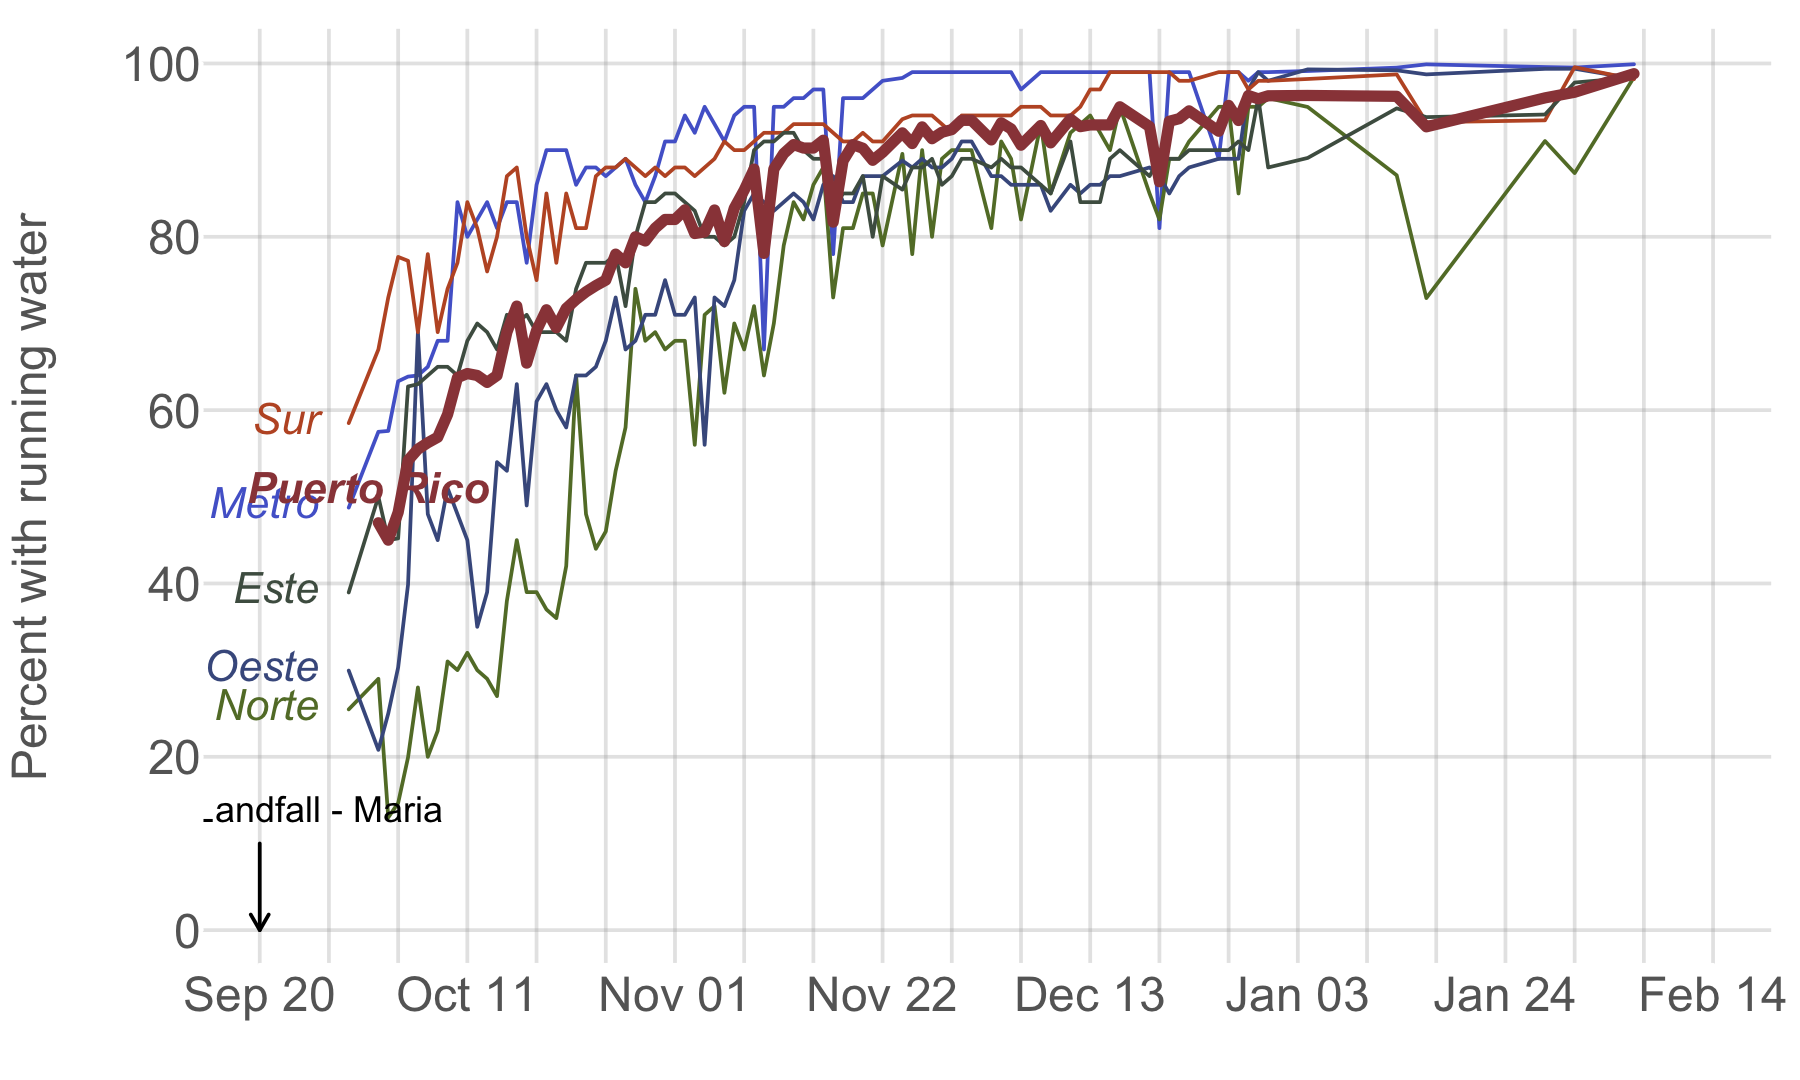 Percent with running water
100
80
60
40
20
0
Sur
Puerto Rico
Metro
Este
Oeste
Norte
Landfall - Maria
Sep 20
Oct 11
Nov 01
Nov 22
Dec 13
Jan 03
Jan 24
Feb 14